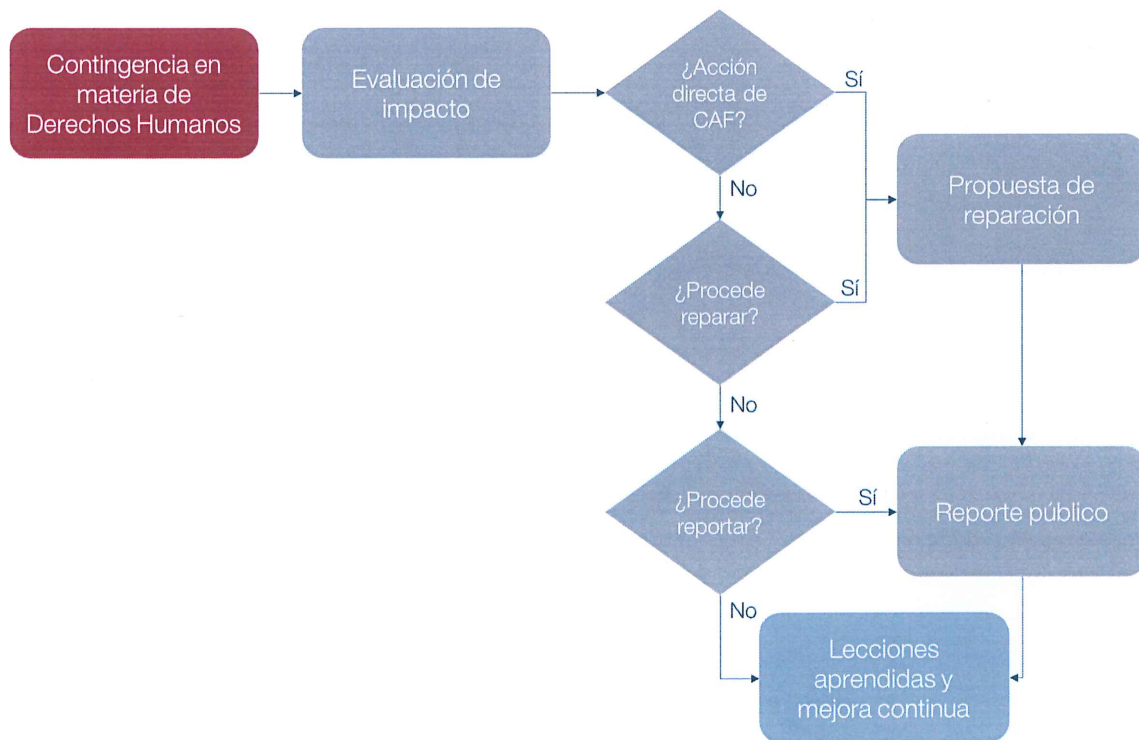 Contingencia en
materia de
Derechos Humanos
Evaluación de
impacto
¿Acción
directa de
CAF?
Sí
No
Propuesta de
reparación
¿Procede
reparar?
Sí
No
¿Procede
reportar?
Sí
Reporte público
No
Lecciones
aprendidas y
mejora continua